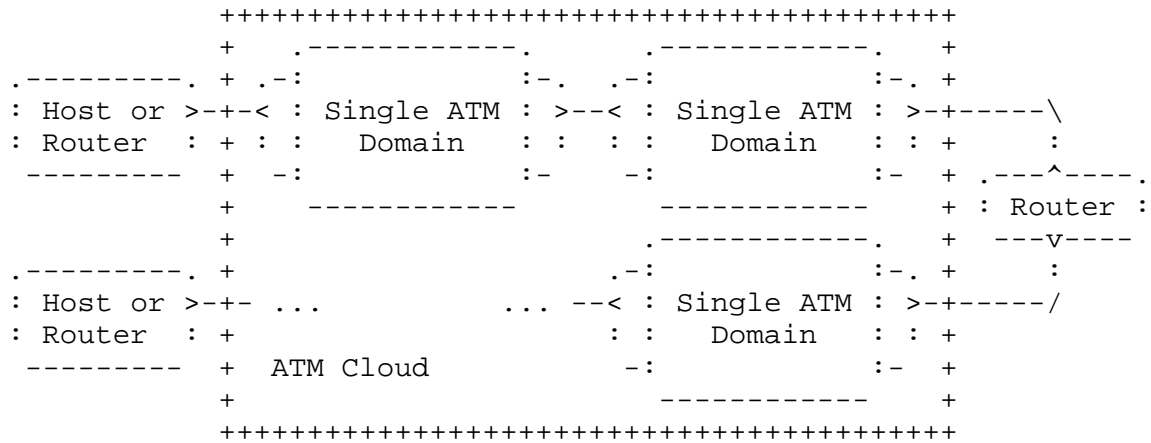 Host or Single ATM Single ATM
Router Domain Domain
Router
Host or ... ... Single ATM
Router Domain
ATM Cloud